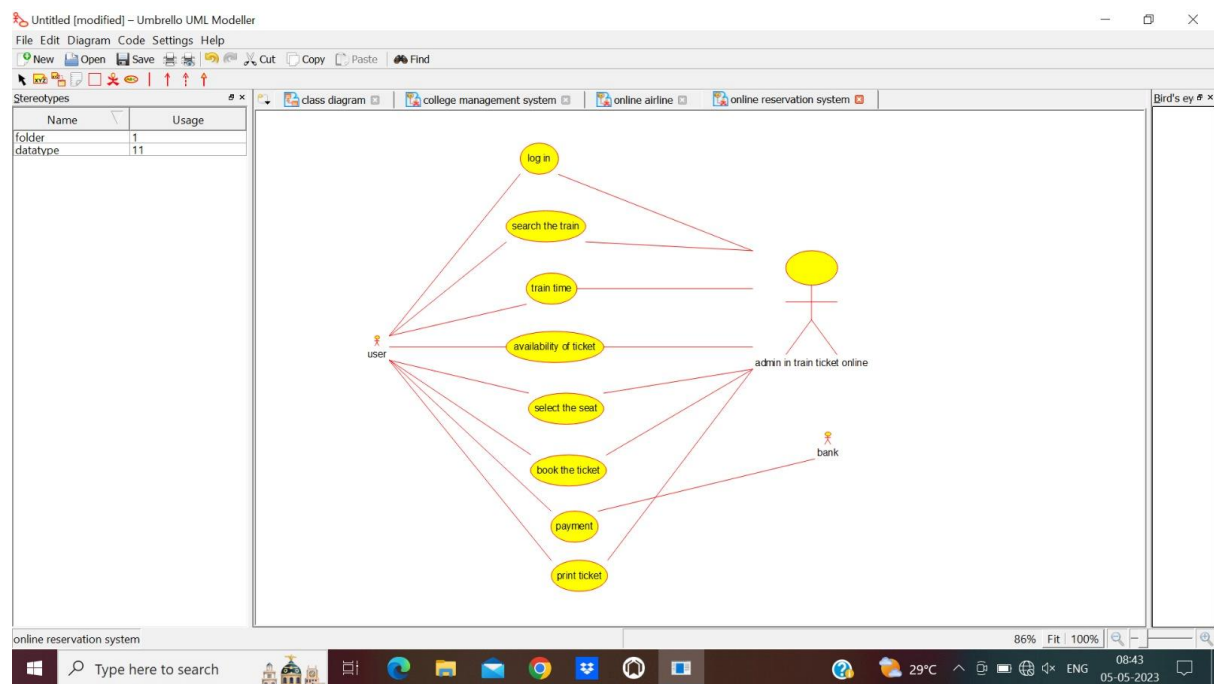 Untitled [modified] – Umbrello UML Modeller
File Edit Diagram Code Settings Help
New Open Save Cut Copy Paste Find
Stereotypes
class diagram college management system online airline online reservation system
Bird's ey
Name Usage
folder 1
datatype 11
log in
search the train
train time
availability of ticket
user
admin in train ticket online
select the seat
bank
book the ticket
payment
print ticket
online reservation system
86% Fit 100%
Type here to search
29°C ENG
08:43
05-05-2023